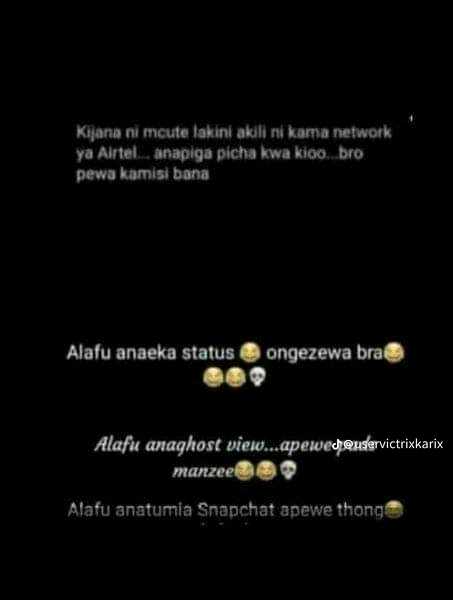 Kijana ni mcute lakini akili ni kama network
ya Airtel... anapiga picha kwa kioo...bro
pewa kamisi bana
Alafu anaeka status 😂 ongezewa bra😂
😂😂💀
Alafu anaghost view...apewe pads
@uservictrixkarix
manzee😂😂💀
Alafu anatumia Snapchat apewe thong😂